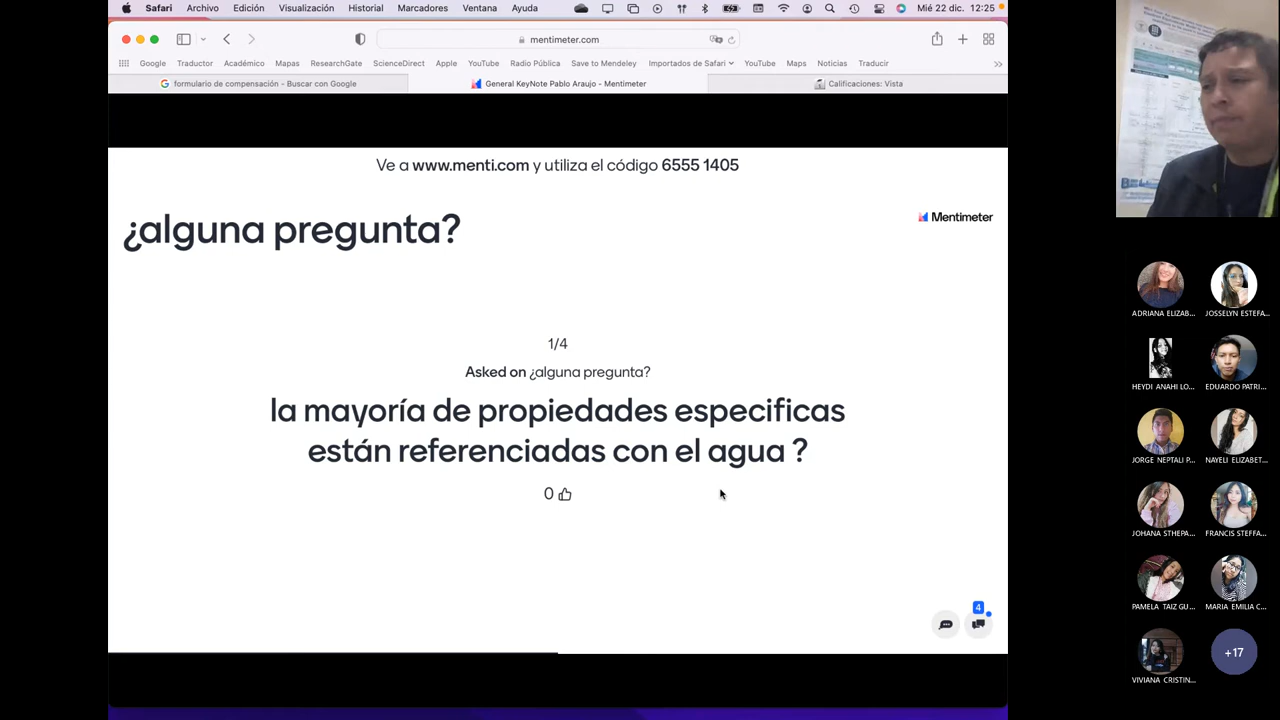 Safari Archivo Edición Visualización Historial Marcadores Ventana Ayuda Mié 22 dic. 12:25
mentimeter.com
Google Traductor Académico Mapas ResearchGate ScienceDirect Apple YouTube Radio Pública Save to Mendeley Importados de Safari YouTube Maps Noticias Traducir
formulario de compensación - Buscar con Google
General KeyNote Pablo Araujo - Mentimeter
Calificaciones: Vista
Ve a www.menti.com y utiliza el código 6555 1405
¿alguna pregunta?
Mentimeter
1/4
Asked on ¿alguna pregunta?
la mayoría de propiedades especificas
están referenciadas con el agua ?
0
4
ADRIANA ELIZAB...
JOSSELYN ESTEFA...
HEYDI ANAHI LO...
EDUARDO PATRI...
JORGE NEPTALI P...
NAYELI ELIZABET...
JOHANA STHEPA...
FRANCIS STEFFA...
PAMELA TAIZ GU...
MARIA EMILIA C...
VIVIANA CRISTIN...
+17